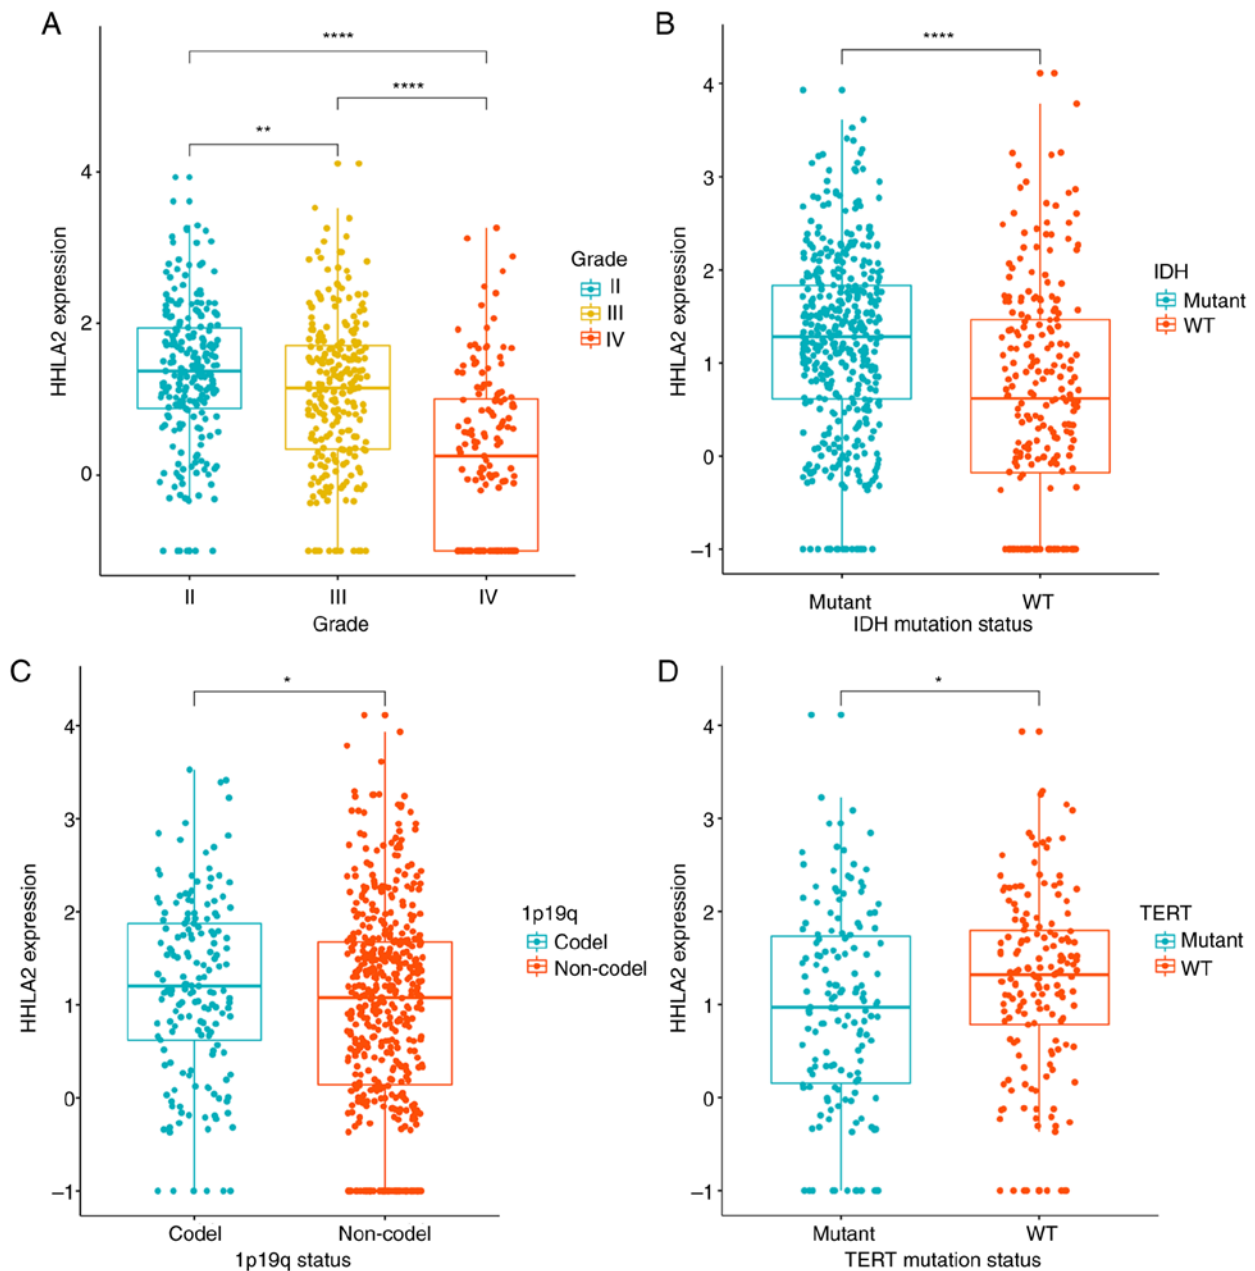 A
****
****
**
4
2
0
HHLA2 expression
II
III
IV
Grade
Grade
II
III
IV
B
****
4
3
2
1
0
−1
HHLA2 expression
Mutant
WT
IDH mutation status
IDH
Mutant
WT
C
*
4
3
2
1
0
−1
HHLA2 expression
Codel
Non-codel
1p19q status
1p19q
Codel
Non-codel
D
*
4
3
2
1
0
−1
HHLA2 expression
Mutant
WT
TERT mutation status
TERT
Mutant
WT